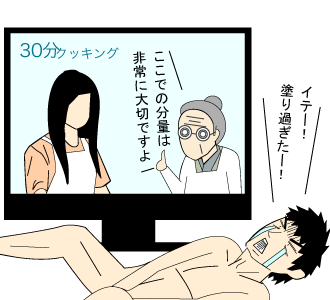 30分クッキング
ここでの分量は
非常に大切ですよ
イテー!
塗り過ぎたー!